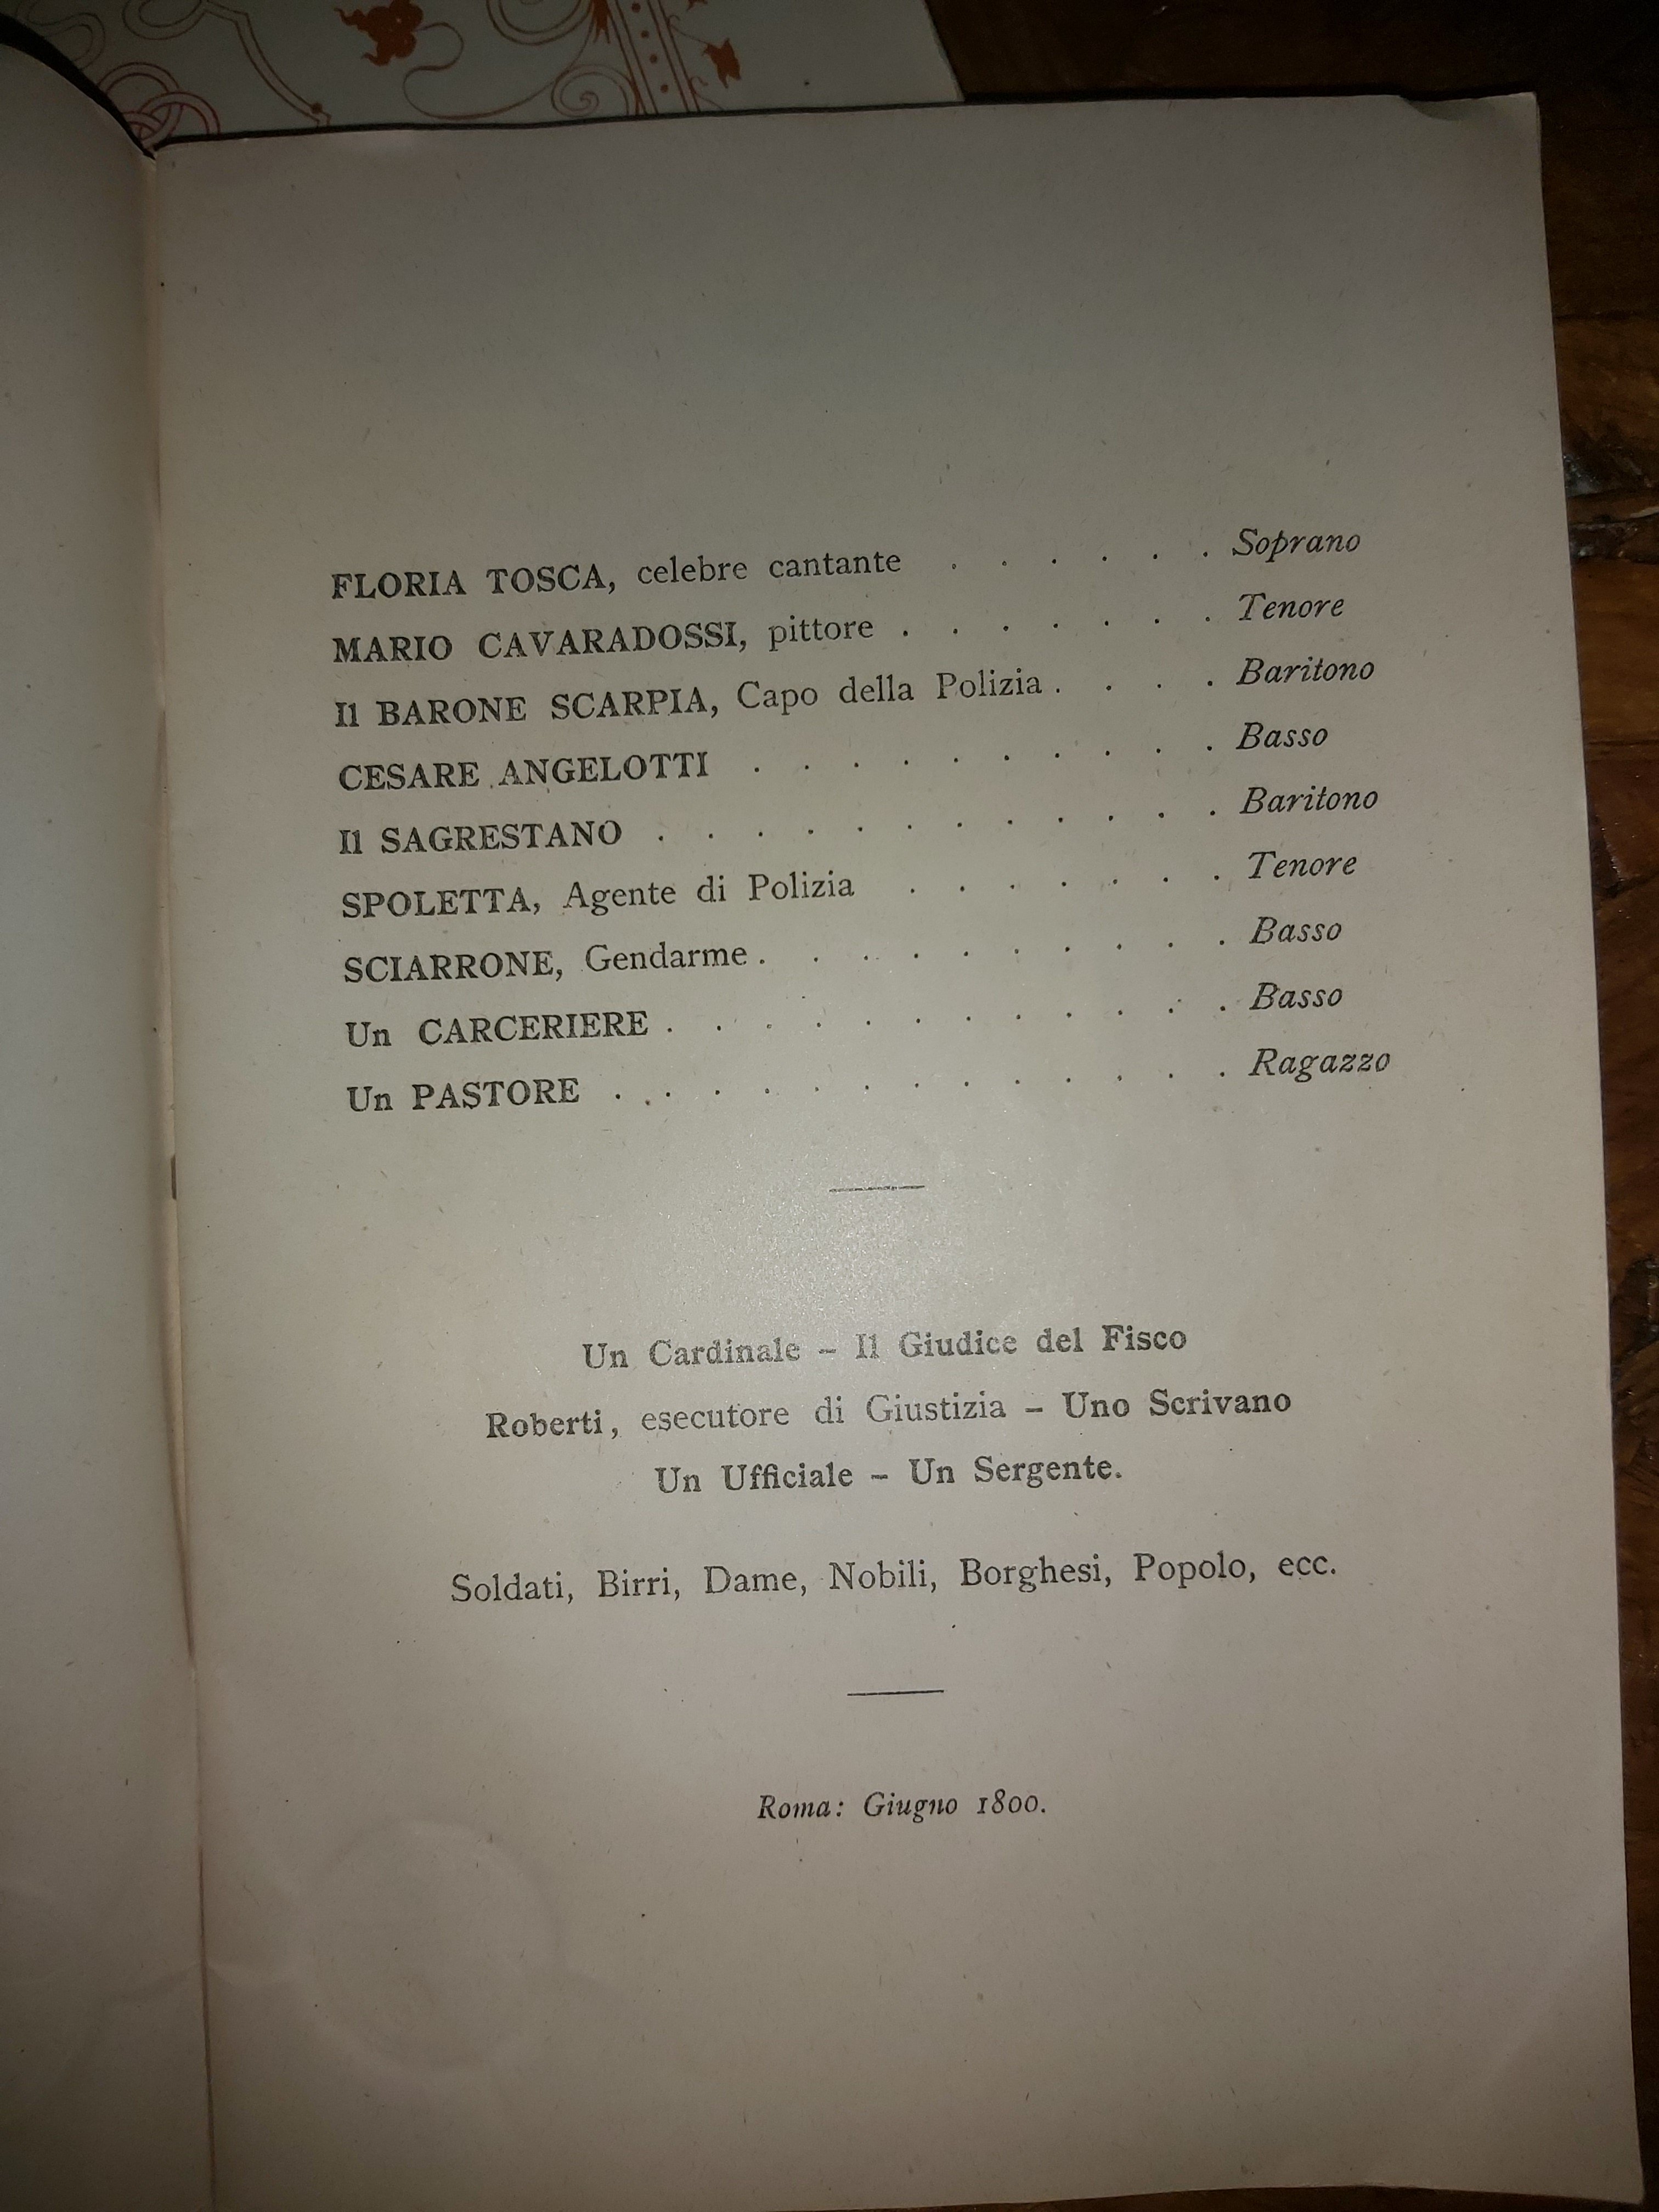 FLORIA TOSCA, celebre cantante . . . . . . Soprano
MARIO CAVARADOSSI, pittore . . . . . . . Tenore
Il BARONE SCARPIA, Capo della Polizia . . . . Baritono
CESARE ANGELOTTI . . . . . . . . . . Basso
Il SAGRESTANO . . . . . . . . . . . . Baritono
SPOLETTA, Agente di Polizia . . . . . . . Tenore
SCIARRONE, Gendarme . . . . . . . . . . Basso
Un CARCERIERE . . . . . . . . . . . . Basso
Un PASTORE . . . . . . . . . . . . . Ragazzo
Un Cardinale – Il Giudice del Fisco
Roberti, esecutore di Giustizia – Uno Scrivano
Un Ufficiale – Un Sergente.
Soldati, Birri, Dame, Nobili, Borghesi, Popolo, ecc.
Roma: Giugno 1800.